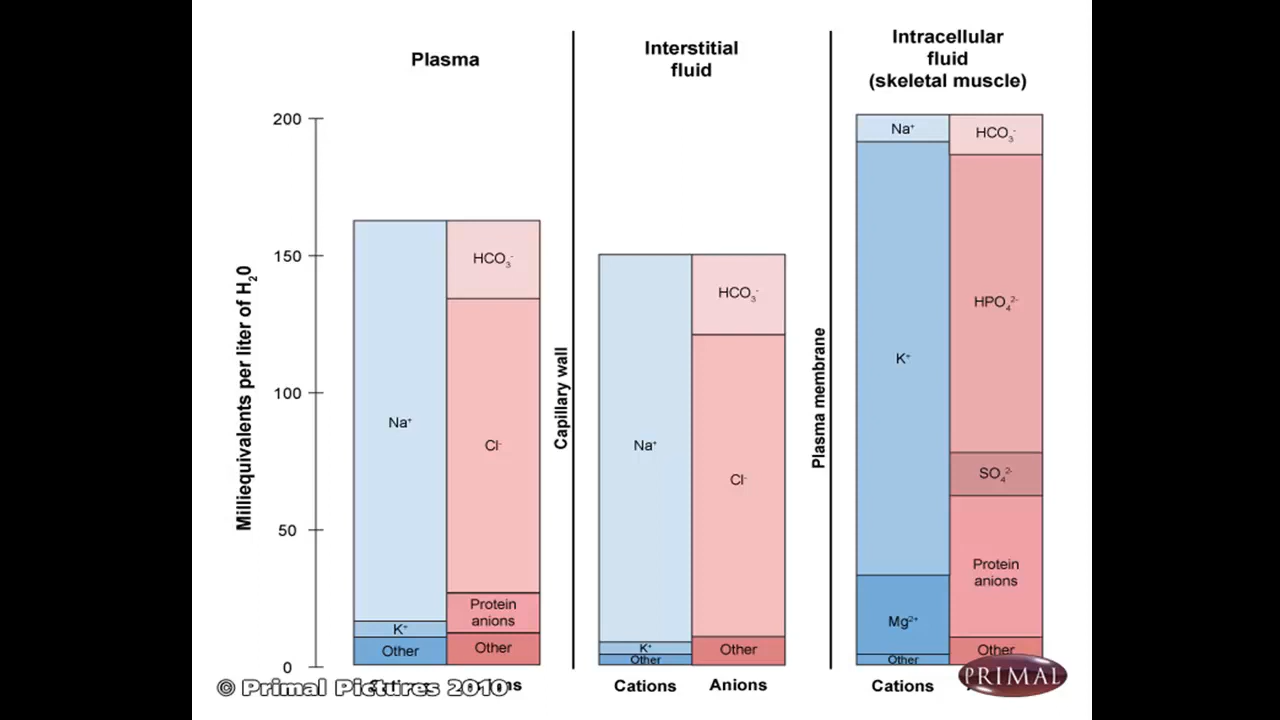 Plasma
Interstitial
fluid
Intracellular
fluid
(skeletal muscle)
Milliequivalents per liter of H₂0
200
150
100
50
0
Na⁺
K⁺
Other
HCO₃⁻
Cl⁻
Protein
anions
Other
Capillary wall
Na⁺
K⁺
Other
HCO₃⁻
Cl⁻
Other
Plasma membrane
Na⁺
K⁺
Mg²⁺
Other
HCO₃⁻
HPO₄²⁻
SO₄²⁻
Protein
anions
Other
Cations
Anions
Cations
© Primal Pictures 2010
PRIMAL